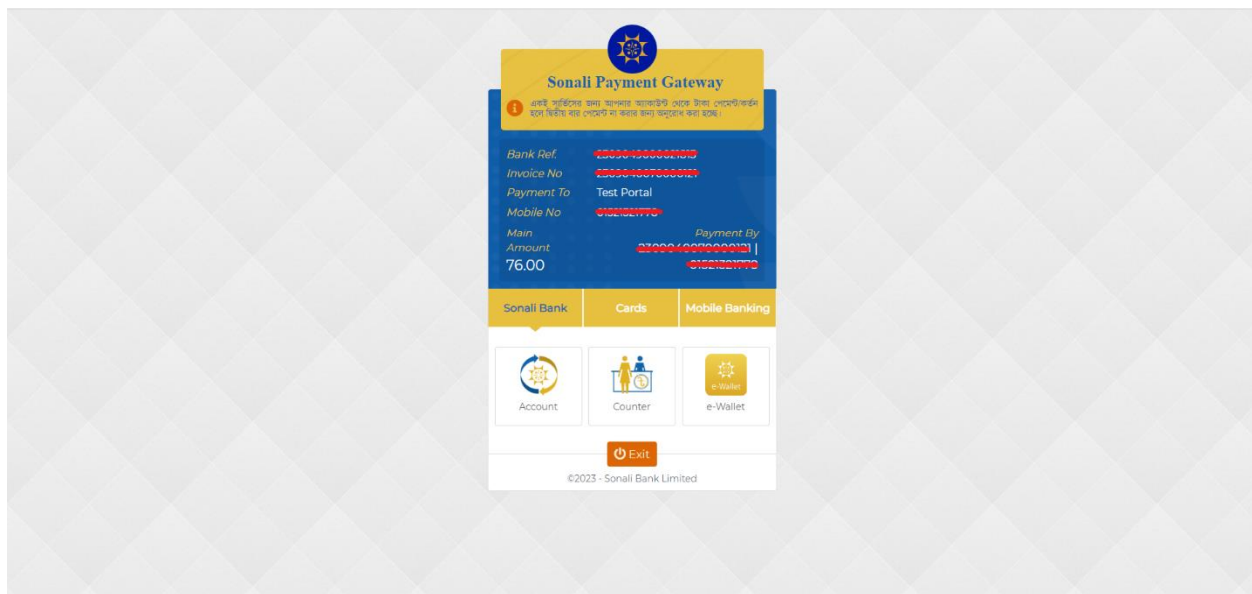 Sonali Payment Gateway
একই সার্ভিসের জন্য আপনার অ্যাকাউন্ট থেকে টাকা পেমেন্ট/কর্তন
হলে দ্বিতীয় বার পেমেন্ট না করার জন্য অনুরোধ করা হচ্ছে।
Bank Ref.
Invoice No
Payment To Test Portal
Mobile No
Main Amount Payment By
|
76.00
Sonali Bank Cards Mobile Banking
e-Wallet
Account Counter e-Wallet
Exit
©2023 - Sonali Bank Limited